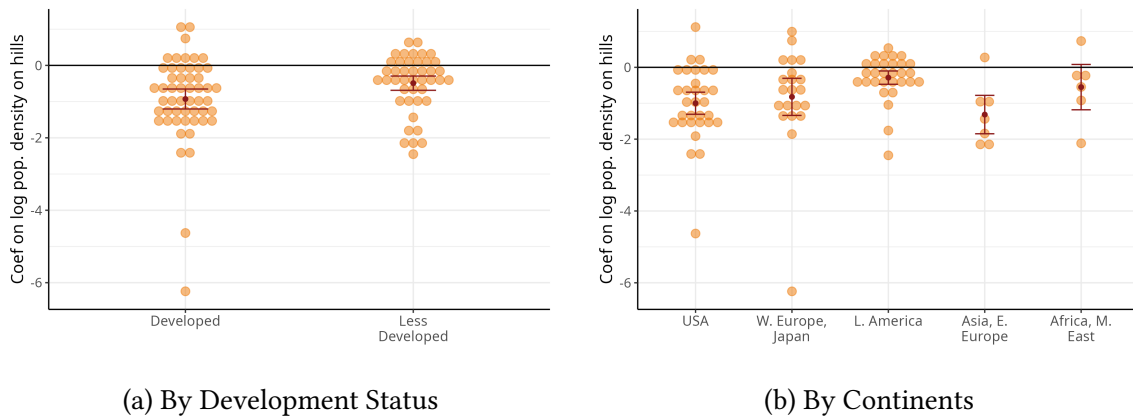 Coef on log pop. density on hills
0
-2
-4
-6
Developed
Less
Developed
(a) By Development Status
Coef on log pop. density on hills
0
-2
-4
-6
USA
W. Europe,
Japan
L. America
Asia, E.
Europe
Africa, M.
East
(b) By Continents